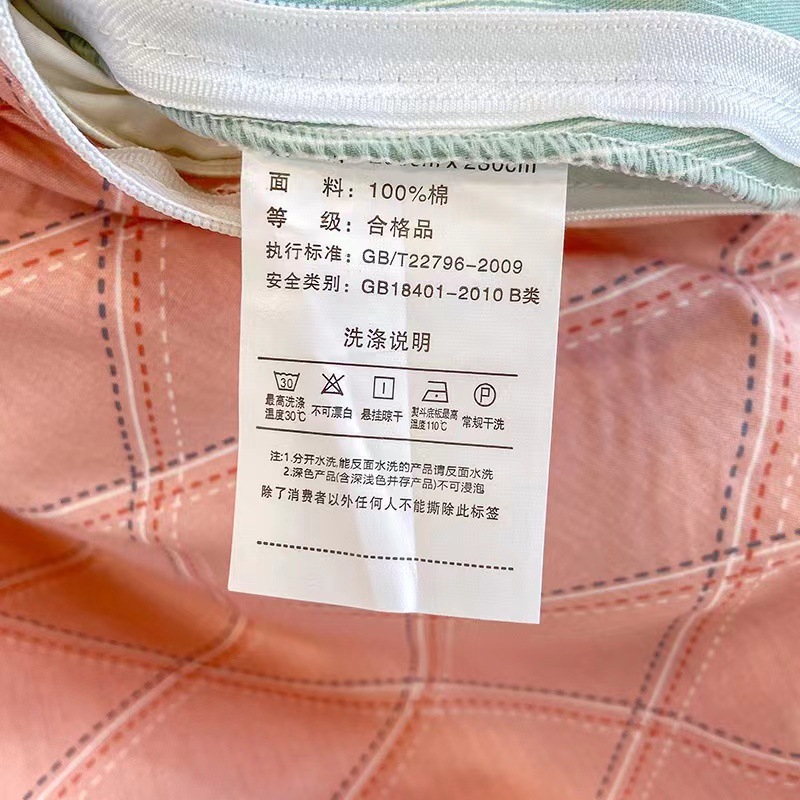 x 230cm
面 料：100%棉
等 级：合格品
执行标准：GB/T22796-2009
安全类别：GB18401-2010 B类
洗涤说明
30 P
最高洗涤温度30℃ 不可漂白 悬挂晾干 熨斗底板最高温度110℃ 常规干洗
注:1.分开水洗,能反面水洗的产品请反面水洗
2.深色产品(含深浅色并存产品)不可浸泡
除了消费者以外任何人不能撕除此标签